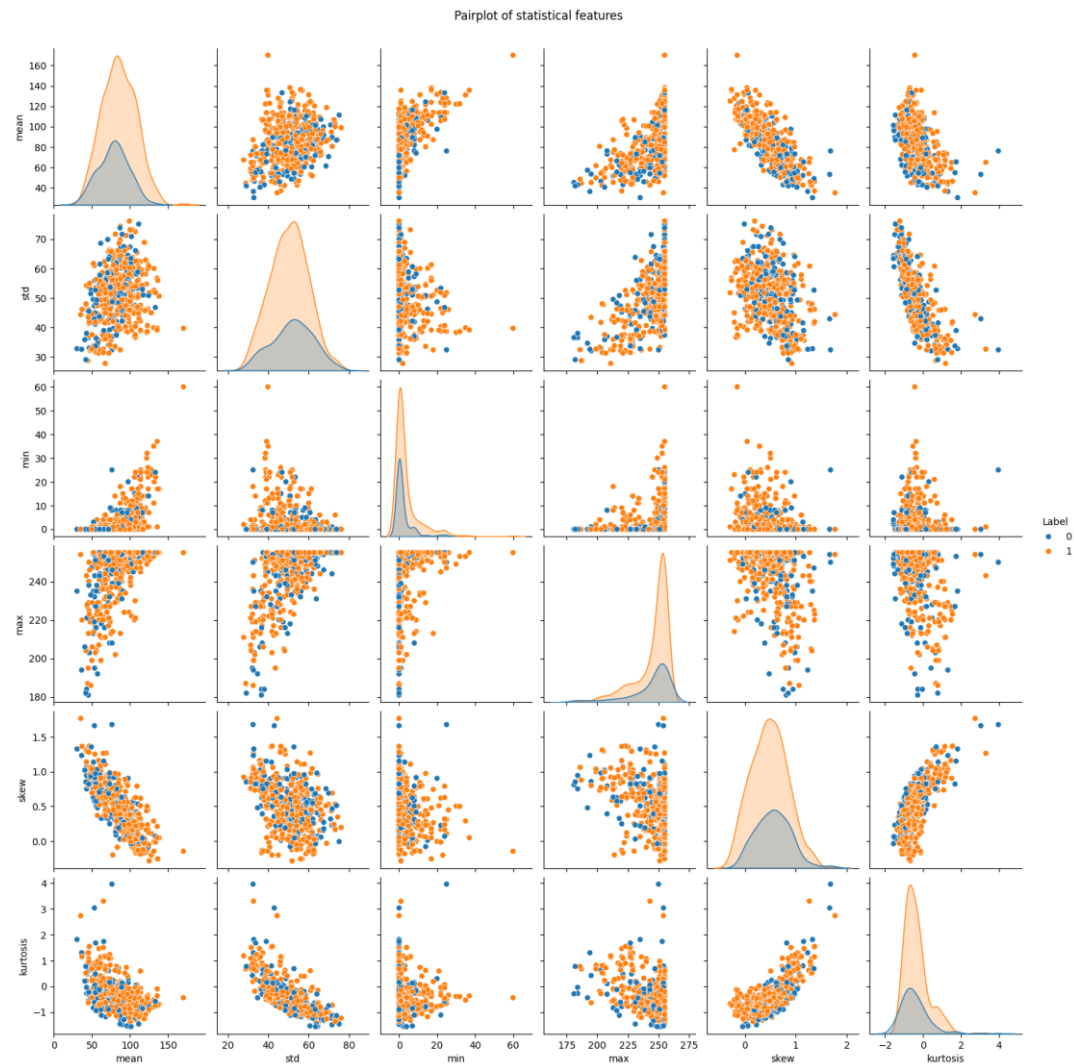 Pairplot of statistical features
mean
160
140
120
100
80
60
40
std
70
60
50
40
30
min
60
50
40
30
20
10
0
Label
0
1
max
240
220
200
180
skew
1.5
1.0
0.5
0.0
kurtosis
4
3
2
1
0
−1
0 50 100 150
20 40 60 80
0 20 40 60
175 200 225 250 275
0 1 2
−2 0 2 4
mean std min max skew kurtosis